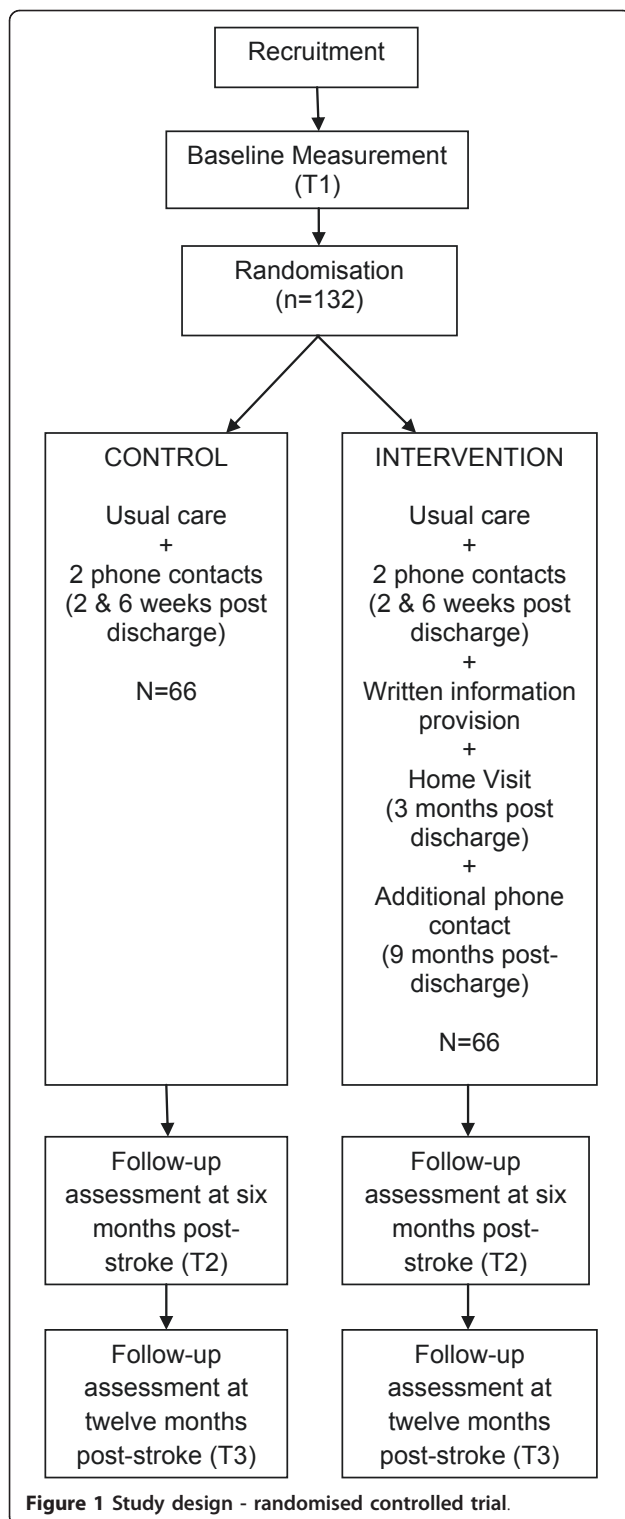 Recruitment
Baseline Measurement
(T1)
Randomisation
(n=132)
CONTROL
Usual care
+
2 phone contacts
(2 & 6 weeks post
discharge)
N=66
INTERVENTION
Usual care
+
2 phone contacts
(2 & 6 weeks post
discharge)
+
Written information
provision
+
Home Visit
(3 months post
discharge)
+
Additional phone
contact
(9 months post-
discharge)
N=66
Follow-up
assessment at six
months post-
stroke (T2)
Follow-up
assessment at six
months post-
stroke (T2)
Follow-up
assessment at
twelve months
post-stroke (T3)
Follow-up
assessment at
twelve months
post-stroke (T3)
Figure 1 Study design - randomised controlled trial.